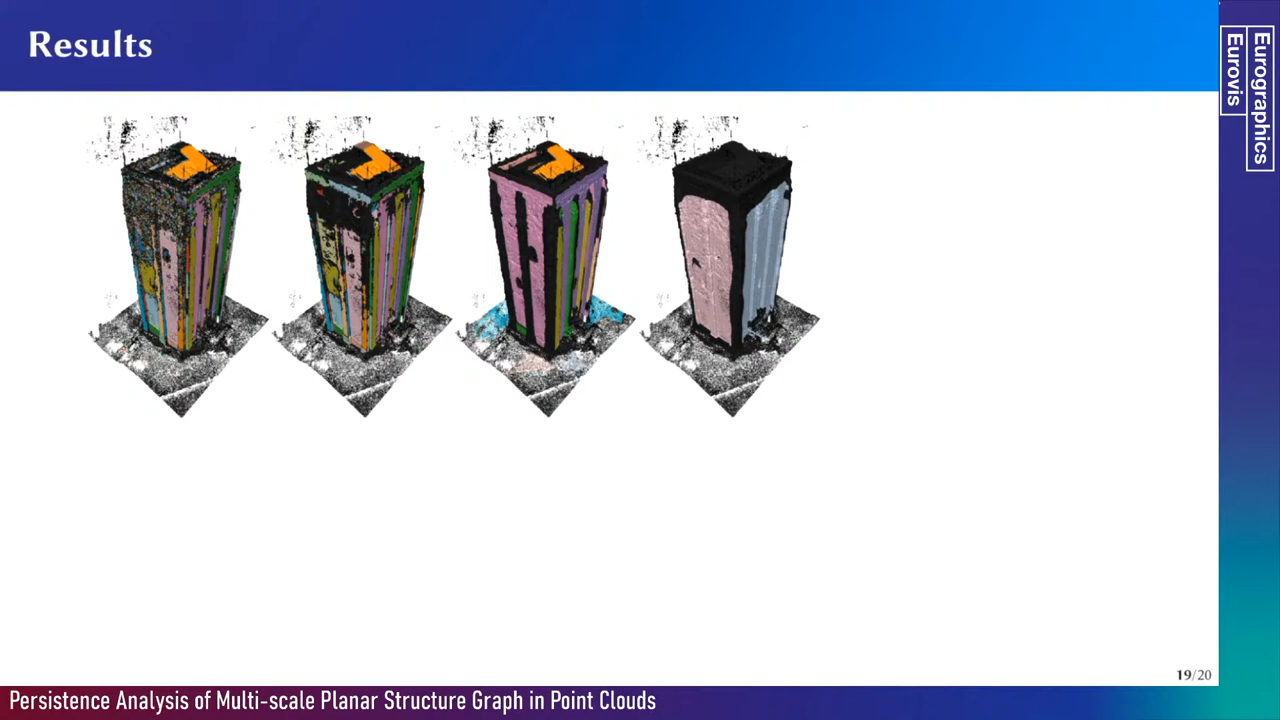 Results
Eurographics
Eurovis
19/20
Persistence Analysis of Multi-scale Planar Structure Graph in Point Clouds